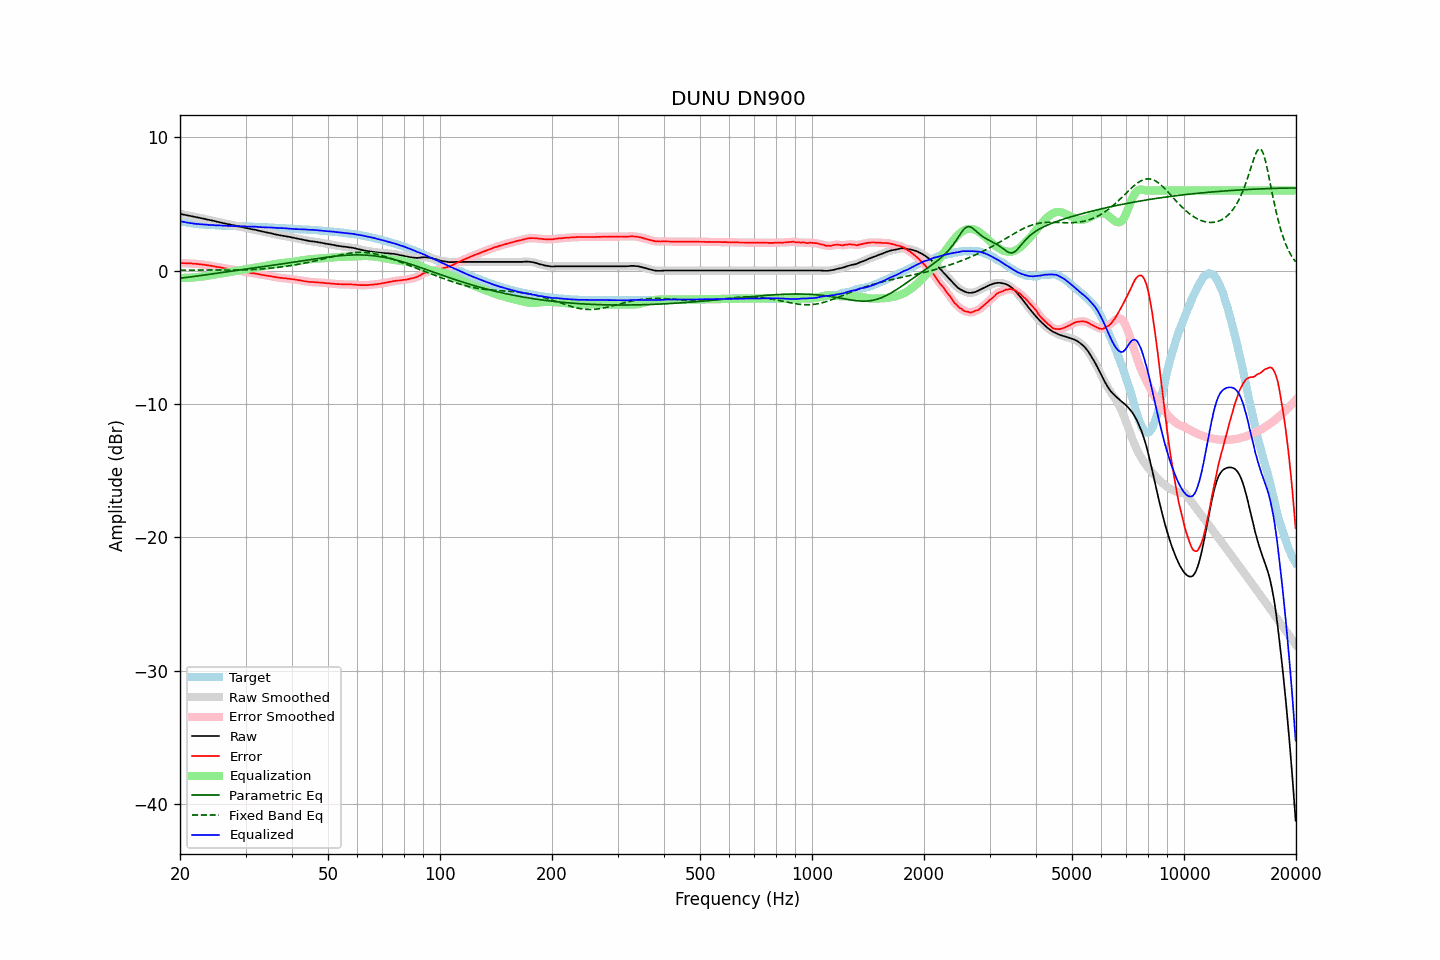 DUNU DN900
Amplitude (dBr)
10
0
−10
−20
−30
−40
Target
Raw Smoothed
Error Smoothed
Raw
Error
Equalization
Parametric Eq
Fixed Band Eq
Equalized
20 50 100 200 500 1000 2000 5000 10000 20000
Frequency (Hz)